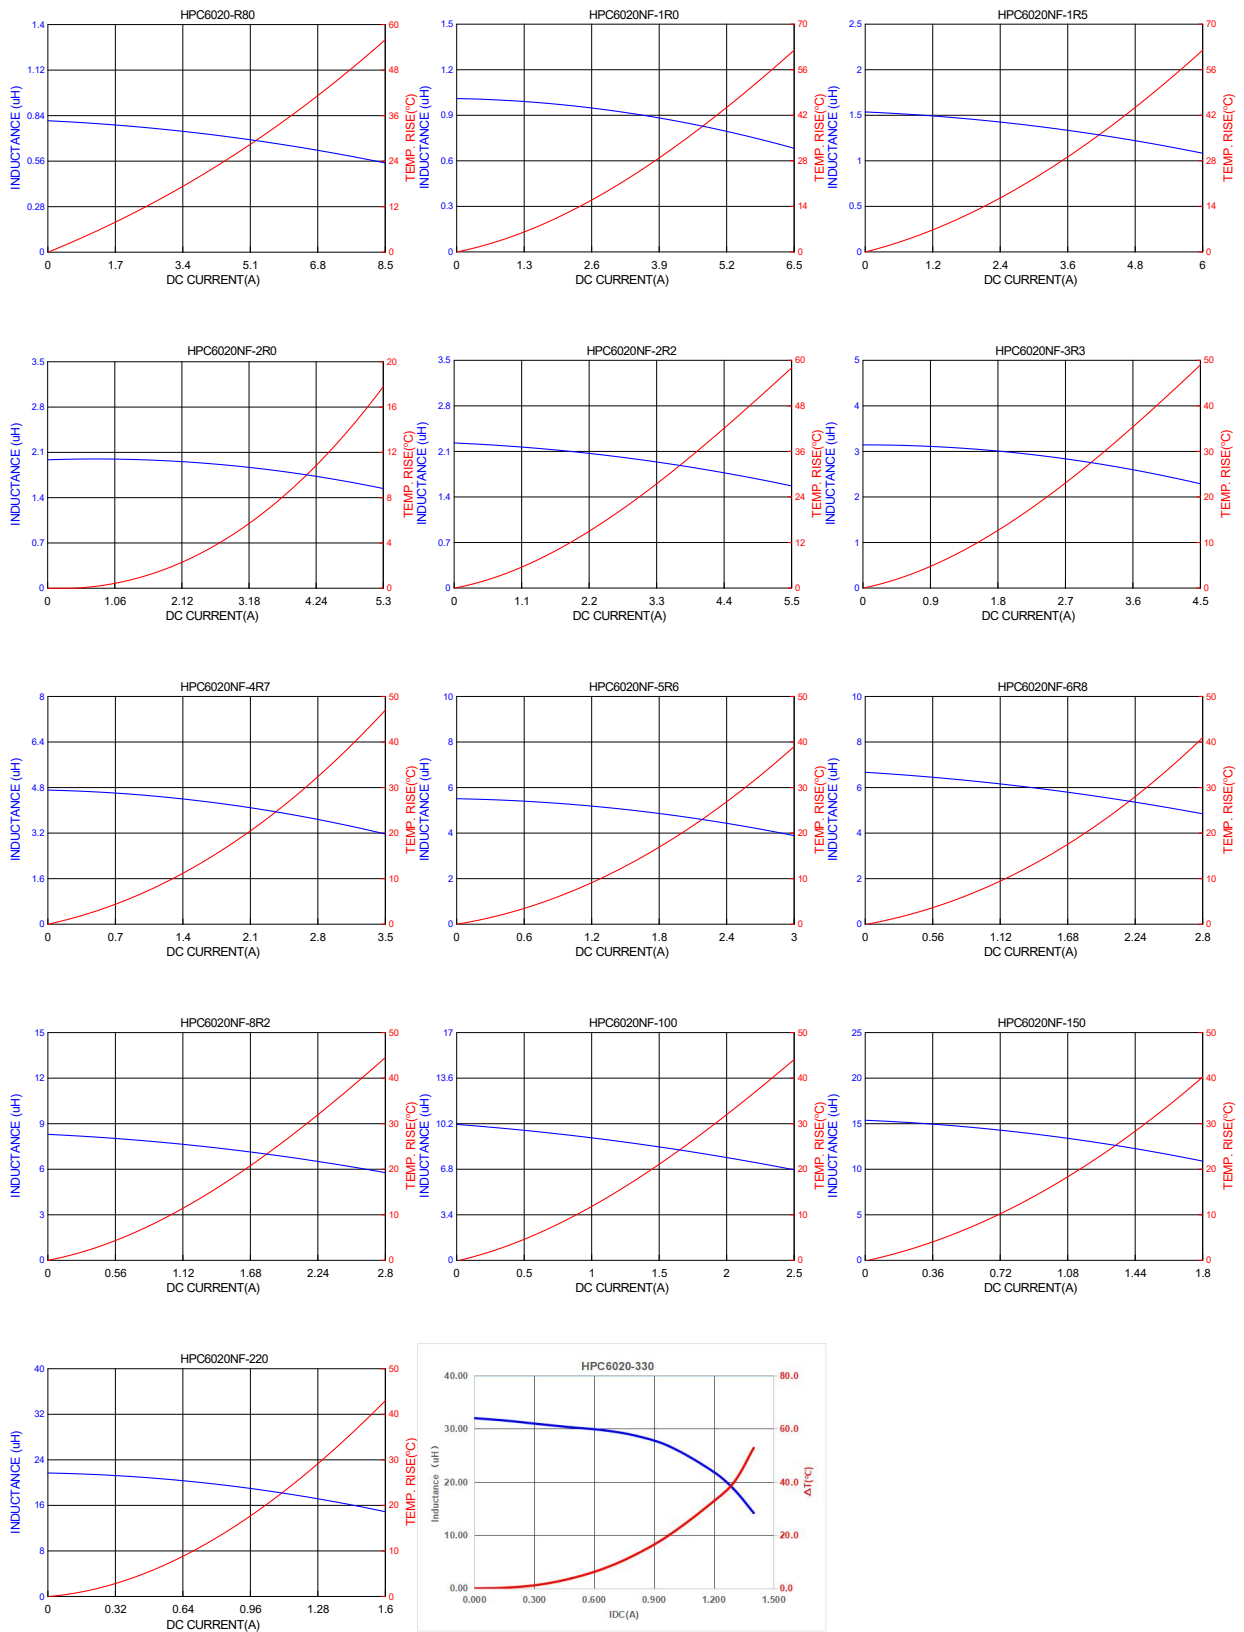 HPC6020-R80
1.4
1.12
0.84
0.56
0.28
0
60
48
36
24
12
0
0 1.7 3.4 5.1 6.8 8.5
INDUCTANCE (uH)
TEMP. RISE(°C)
DC CURRENT(A)
HPC6020NF-1R0
1.5
1.2
0.9
0.6
0.3
0
70
56
42
28
14
0
0 1.3 2.6 3.9 5.2 6.5
INDUCTANCE (uH)
TEMP. RISE(°C)
DC CURRENT(A)
HPC6020NF-1R5
2.5
2
1.5
1
0.5
0
70
56
42
28
14
0
0 1.2 2.4 3.6 4.8 6
INDUCTANCE (uH)
TEMP. RISE(°C)
DC CURRENT(A)
HPC6020NF-2R0
3.5
2.8
2.1
1.4
0.7
0
20
16
12
8
4
0
0 1.06 2.12 3.18 4.24 5.3
INDUCTANCE (uH)
TEMP. RISE(°C)
DC CURRENT(A)
HPC6020NF-2R2
3.5
2.8
2.1
1.4
0.7
0
60
48
36
24
12
0
0 1.1 2.2 3.3 4.4 5.5
INDUCTANCE (uH)
TEMP. RISE(°C)
DC CURRENT(A)
HPC6020NF-3R3
5
4
3
2
1
0
50
40
30
20
10
0
0 0.9 1.8 2.7 3.6 4.5
INDUCTANCE (uH)
TEMP. RISE(°C)
DC CURRENT(A)
HPC6020NF-4R7
8
6.4
4.8
3.2
1.6
0
50
40
30
20
10
0
0 0.7 1.4 2.1 2.8 3.5
INDUCTANCE (uH)
TEMP. RISE(°C)
DC CURRENT(A)
HPC6020NF-5R6
10
8
6
4
2
0
50
40
30
20
10
0
0 0.6 1.2 1.8 2.4 3
INDUCTANCE (uH)
TEMP. RISE(°C)
DC CURRENT(A)
HPC6020NF-6R8
10
8
6
4
2
0
50
40
30
20
10
0
0 0.56 1.12 1.68 2.24 2.8
INDUCTANCE (uH)
TEMP. RISE(°C)
DC CURRENT(A)
HPC6020NF-8R2
15
12
9
6
3
0
50
40
30
20
10
0
0 0.56 1.12 1.68 2.24 2.8
INDUCTANCE (uH)
TEMP. RISE(°C)
DC CURRENT(A)
HPC6020NF-100
17
13.6
10.2
6.8
3.4
0
50
40
30
20
10
0
0 0.5 1 1.5 2 2.5
INDUCTANCE (uH)
TEMP. RISE(°C)
DC CURRENT(A)
HPC6020NF-150
25
20
15
10
5
0
50
40
30
20
10
0
0 0.36 0.72 1.08 1.44 1.8
INDUCTANCE (uH)
TEMP. RISE(°C)
DC CURRENT(A)
HPC6020NF-220
40
32
24
16
8
0
50
40
30
20
10
0
0 0.32 0.64 0.96 1.28 1.6
INDUCTANCE (uH)
TEMP. RISE(°C)
DC CURRENT(A)
HPC6020-330
40.00
30.00
20.00
10.00
0.00
80.0
60.0
40.0
20.0
0.0
0.000 0.300 0.600 0.900 1.200 1.500
Inductance (uH)
ΔT(℃)
IDC(A)